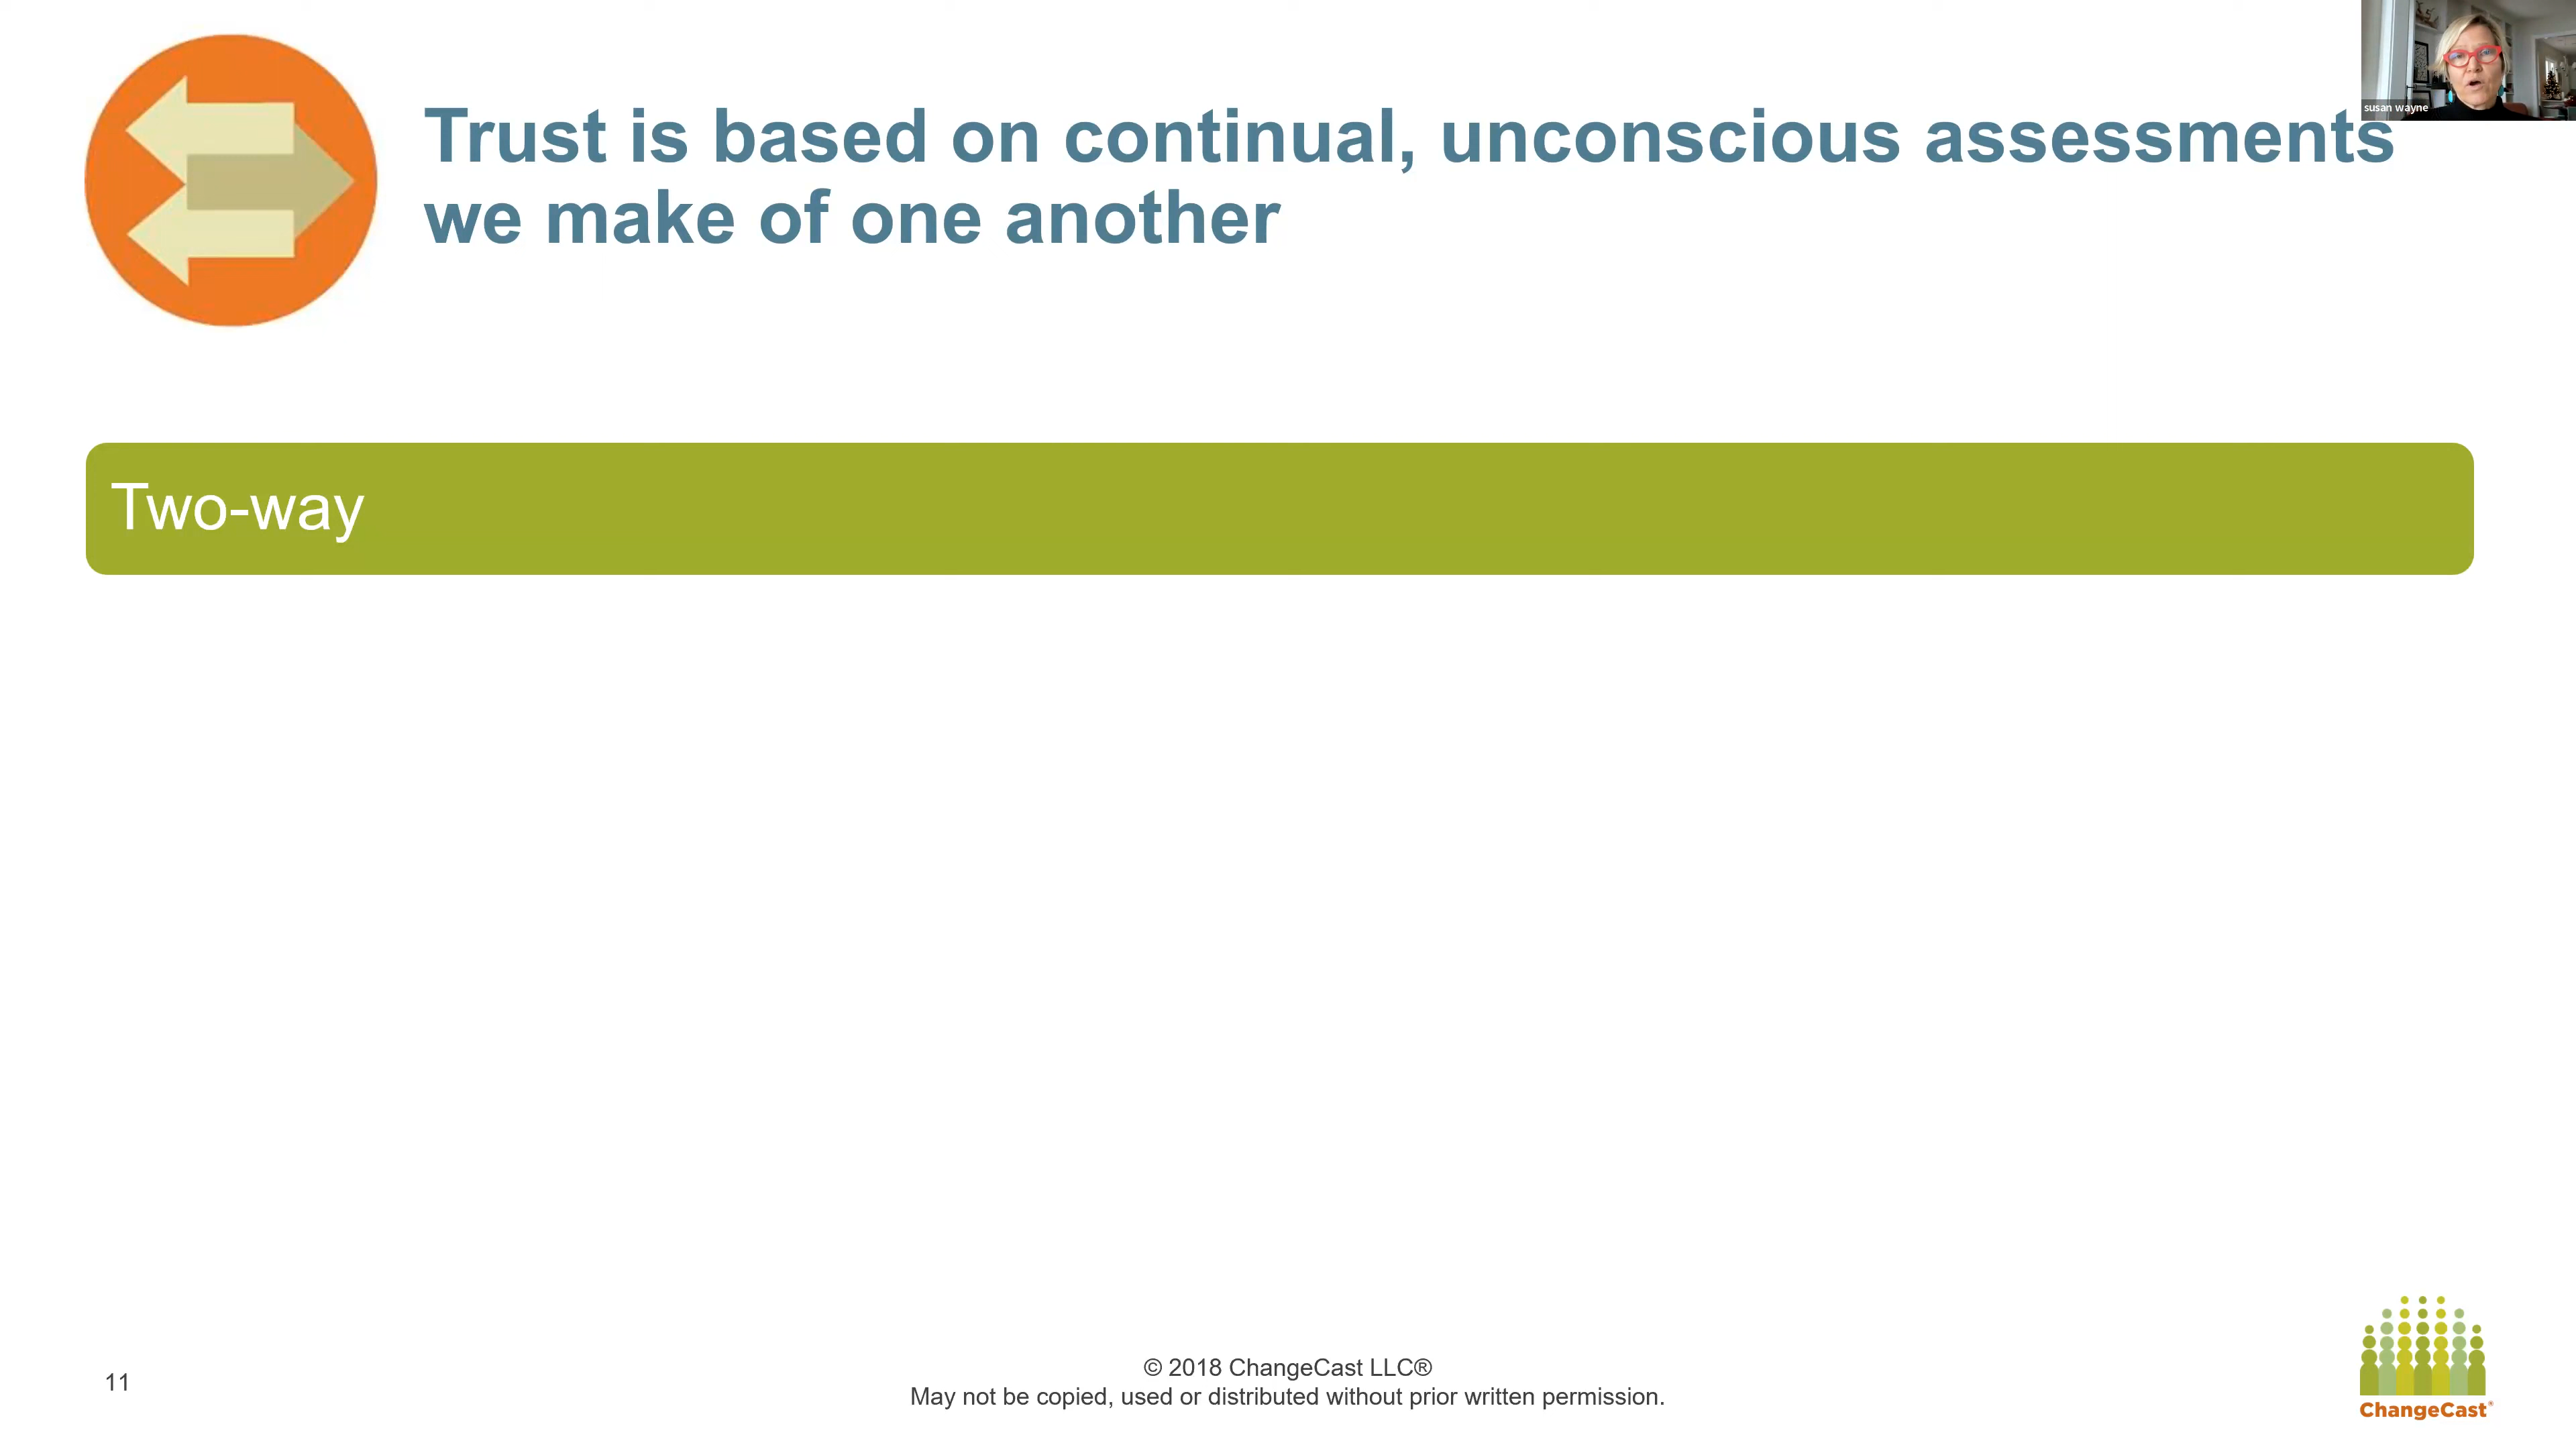 susan wayne
Trust is based on continual, unconscious assessments
we make of one another
Two-way
11
© 2018 ChangeCast LLC®
May not be copied, used or distributed without prior written permission.
ChangeCast®